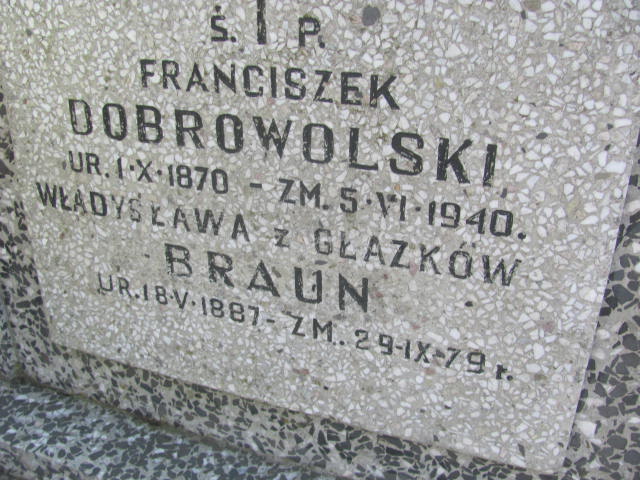 Ś. P.
FRANCISZEK
DOBROWOLSKI
UR. 1·X·1870 - ZM. 5·VI·1940.
WŁADYSŁAWA z GŁAZKÓW
BRAUN
UR. 18·V·1887- ZM. 29-IX-79 r.